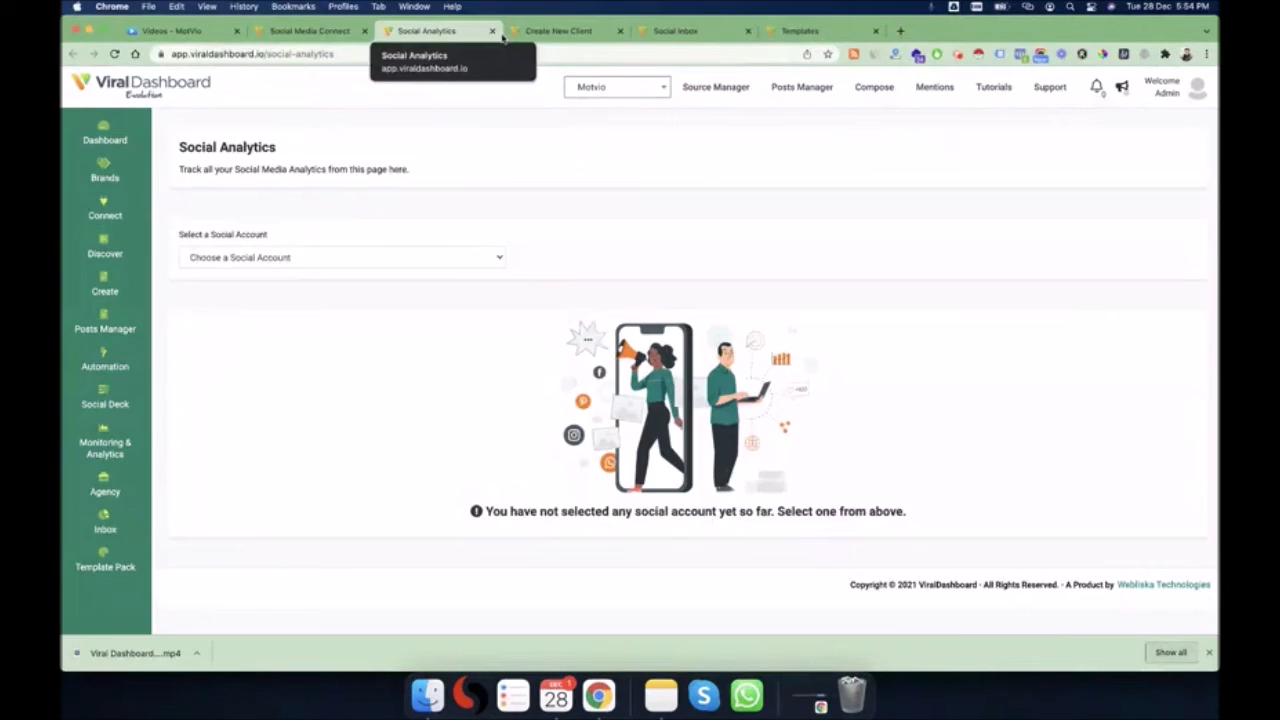 Chrome File Edit View History Bookmarks Profiles Tab Window Help Tue 28 Dec 5:54 PM
Videos - MotVio Social Media Connect Social Analytics Create New Client Social Inbox Templates
app.viraldashboard.io/social-analytics
Social Analytics
app.viraldashboard.io
ViralDashboard
Evolution
Motvio Source Manager Posts Manager Compose Mentions Tutorials Support Welcome
Admin
Dashboard
Brands
Connect
Discover
Create
Posts Manager
Automation
Social Deck
Monitoring &
Analytics
Agency
Inbox
Template Pack
Social Analytics
Track all your Social Media Analytics from this page here.
Select a Social Account
Choose a Social Account
You have not selected any social account yet so far. Select one from above.
Copyright © 2021 ViralDashboard - All Rights Reserved. - A Product by Webliska Technologies
Viral Dashboard....mp4
Show all
DEC
28
1